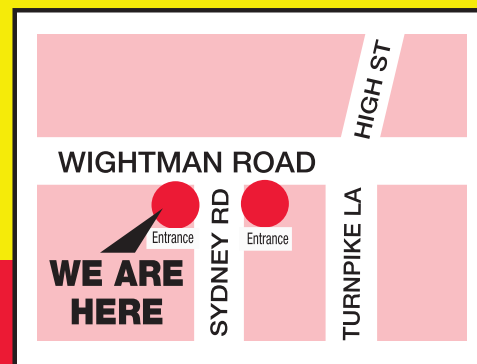 HIGH ST
WIGHTMAN ROAD
Entrance
SYDNEY RD
Entrance
TURNPIKE LA
WE ARE
HERE